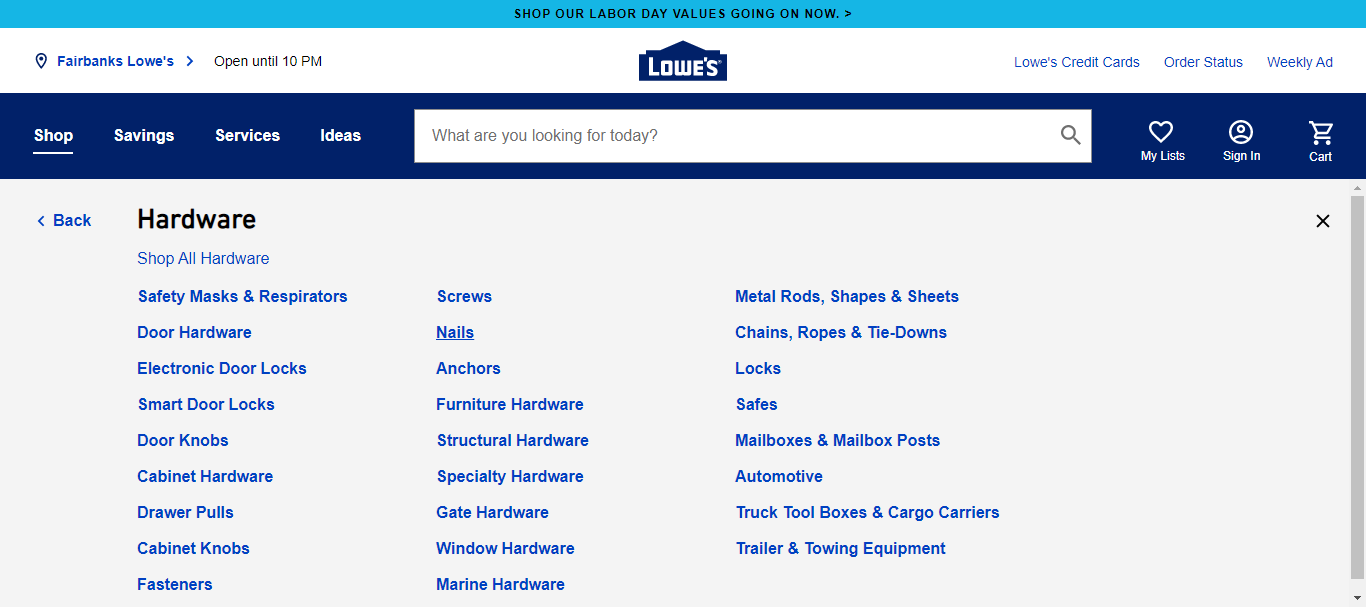 SHOP OUR LABOR DAY VALUES GOING ON NOW. >
Fairbanks Lowe's > Open until 10 PM
LOWE'S
Lowe's Credit Cards Order Status Weekly Ad
Shop Savings Services Ideas
What are you looking for today?
My Lists Sign In Cart
< Back
Hardware
Shop All Hardware
Safety Masks & Respirators
Door Hardware
Electronic Door Locks
Smart Door Locks
Door Knobs
Cabinet Hardware
Drawer Pulls
Cabinet Knobs
Fasteners
Screws
Nails
Anchors
Furniture Hardware
Structural Hardware
Specialty Hardware
Gate Hardware
Window Hardware
Marine Hardware
Metal Rods, Shapes & Sheets
Chains, Ropes & Tie-Downs
Locks
Safes
Mailboxes & Mailbox Posts
Automotive
Truck Tool Boxes & Cargo Carriers
Trailer & Towing Equipment